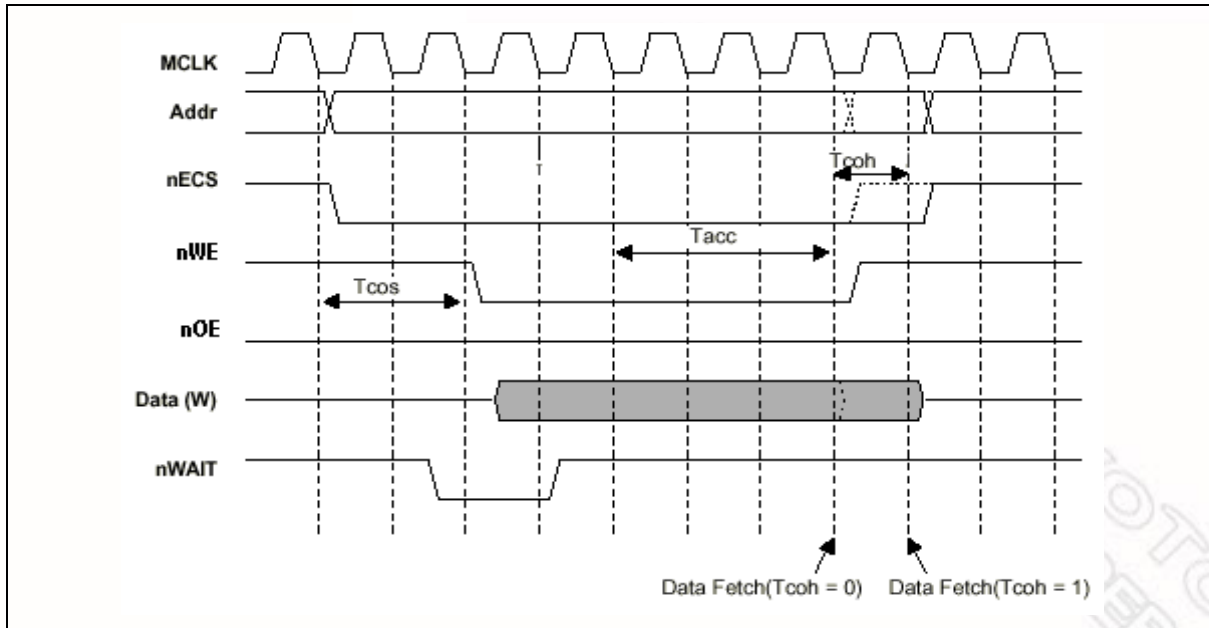 MCLK
Addr
Tcoh
nECS
Tacc
nWE
Tcos
nOE
Data (W)
nWAIT
Data Fetch(Tcoh = 0) Data Fetch(Tcoh = 1)